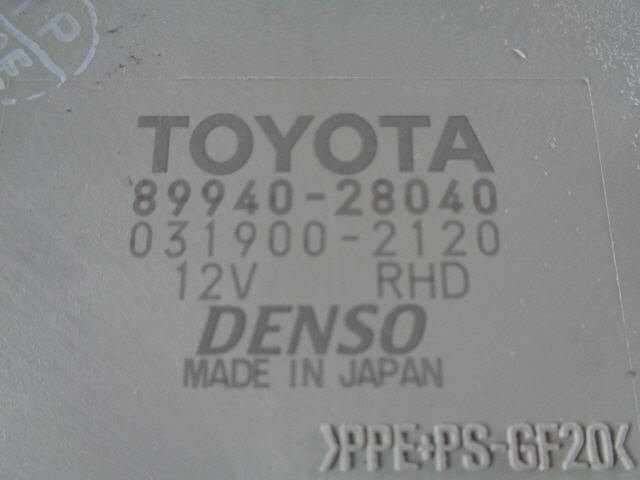 TOYOTA
89940-28040
031900-2120
12V RHD
DENSO
MADE IN JAPAN
>PPE+PS-GF20<